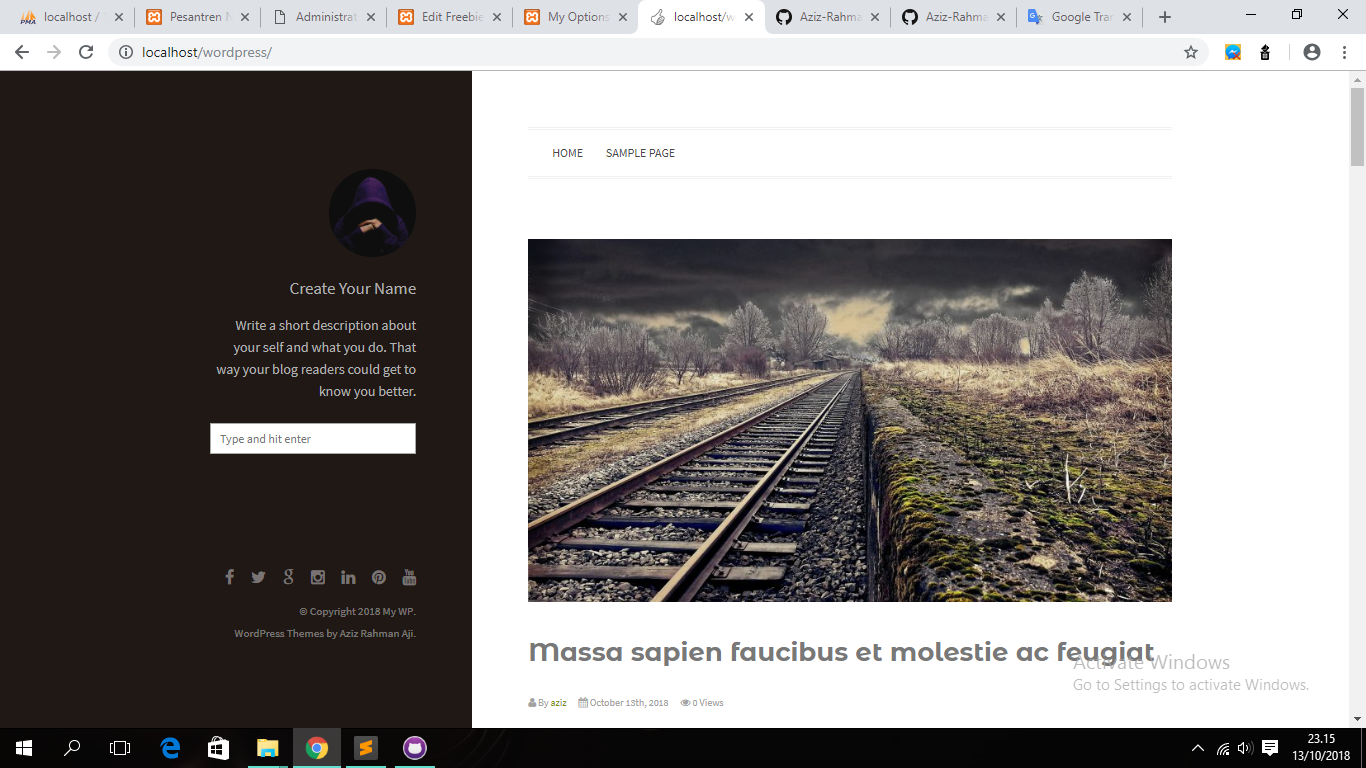 localhost /
Pesantren
Administrat
Edit Freebie
My Options
localhost/w
Aziz-Rahma
Aziz-Rahma
Google Tran
localhost/wordpress/
HOME
SAMPLE PAGE
Create Your Name
Write a short description about
your self and what you do. That
way your blog readers could get to
know you better.
Type and hit enter
© Copyright 2018 My WP.
WordPress Themes by Aziz Rahman Aji.
Massa sapien faucibus et molestie ac feugiat
By aziz
October 13th, 2018
0 Views
Activate Windows
Go to Settings to activate Windows.
23.15
13/10/2018